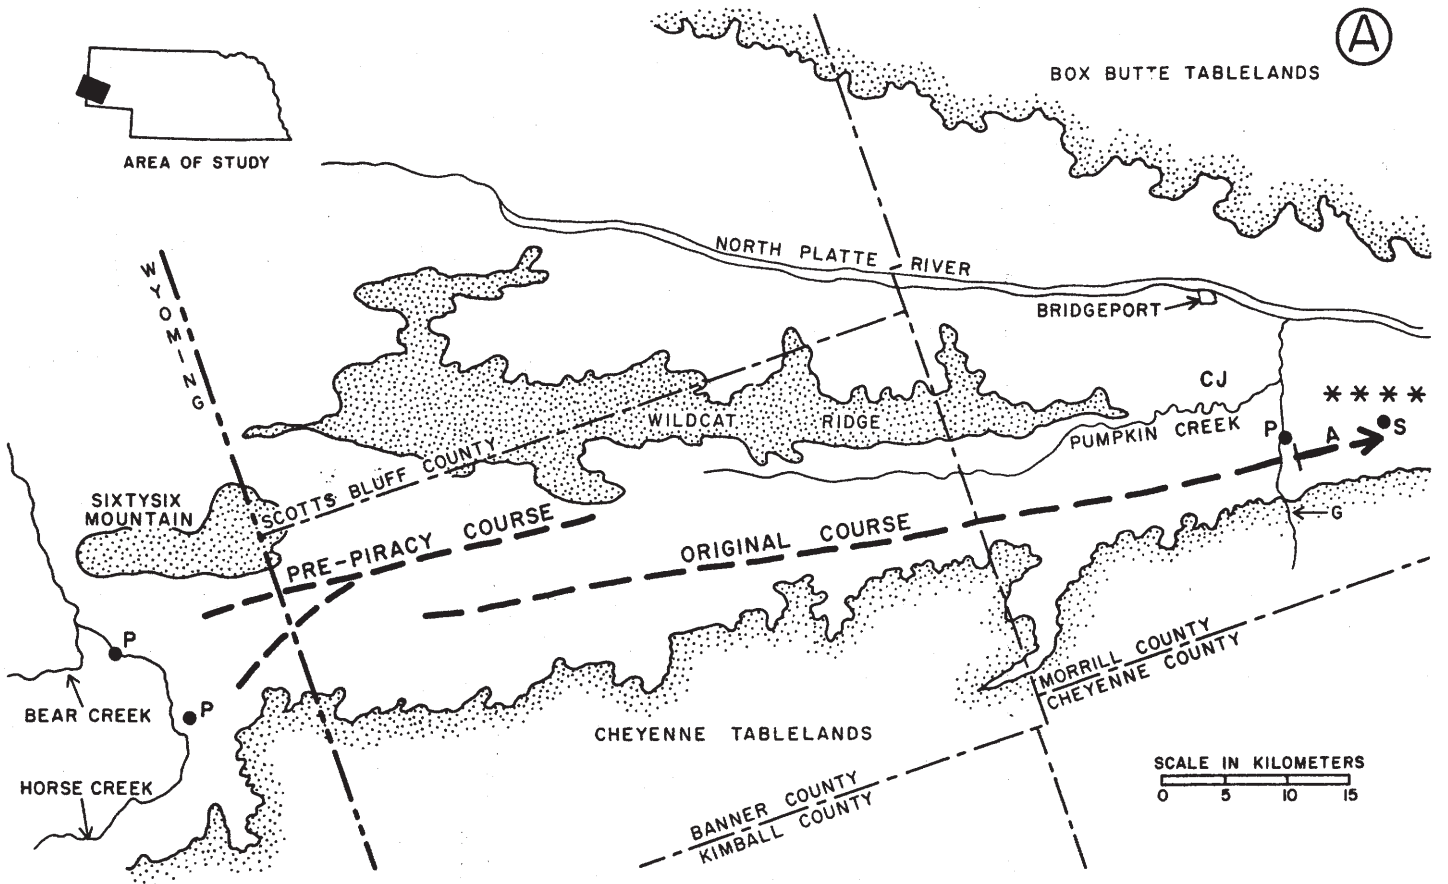 A
BOX BUTTE TABLELANDS
AREA OF STUDY
NORTH PLATTE RIVER
WYOMING
BRIDGEPORT
CJ
* * * *
WILDCAT RIDGE
PUMPKIN CREEK
P
A
S
SCOTTS BLUFF COUNTY
SIXTYSIX
MOUNTAIN
PRE-PIRACY COURSE
ORIGINAL COURSE
G
P
P
BEAR CREEK
MORRILL COUNTY
CHEYENNE COUNTY
CHEYENNE TABLELANDS
HORSE CREEK
BANNER COUNTY
KIMBALL COUNTY
SCALE IN KILOMETERS
0 5 10 15